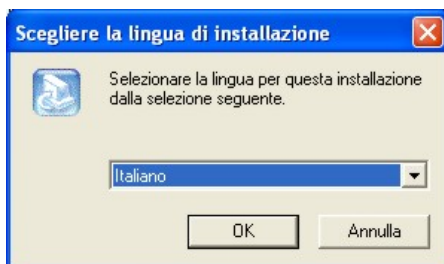 Scegliere la lingua di installazione
Selezionare la lingua per questa installazione
dalla selezione seguente.
Italiano
OK
Annulla